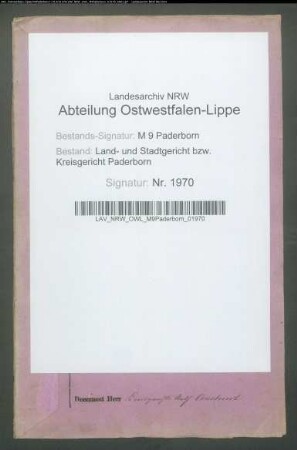 Landesarchiv NRW
Abteilung Ostwestfalen-Lippe
Bestands-Signatur: M 9 Paderborn
Bestand: Land- und Stadtgericht bzw.
Kreisgericht Paderborn
Signatur: Nr. 1970
LAV_NRW_OWL_M9Paderborn_01970